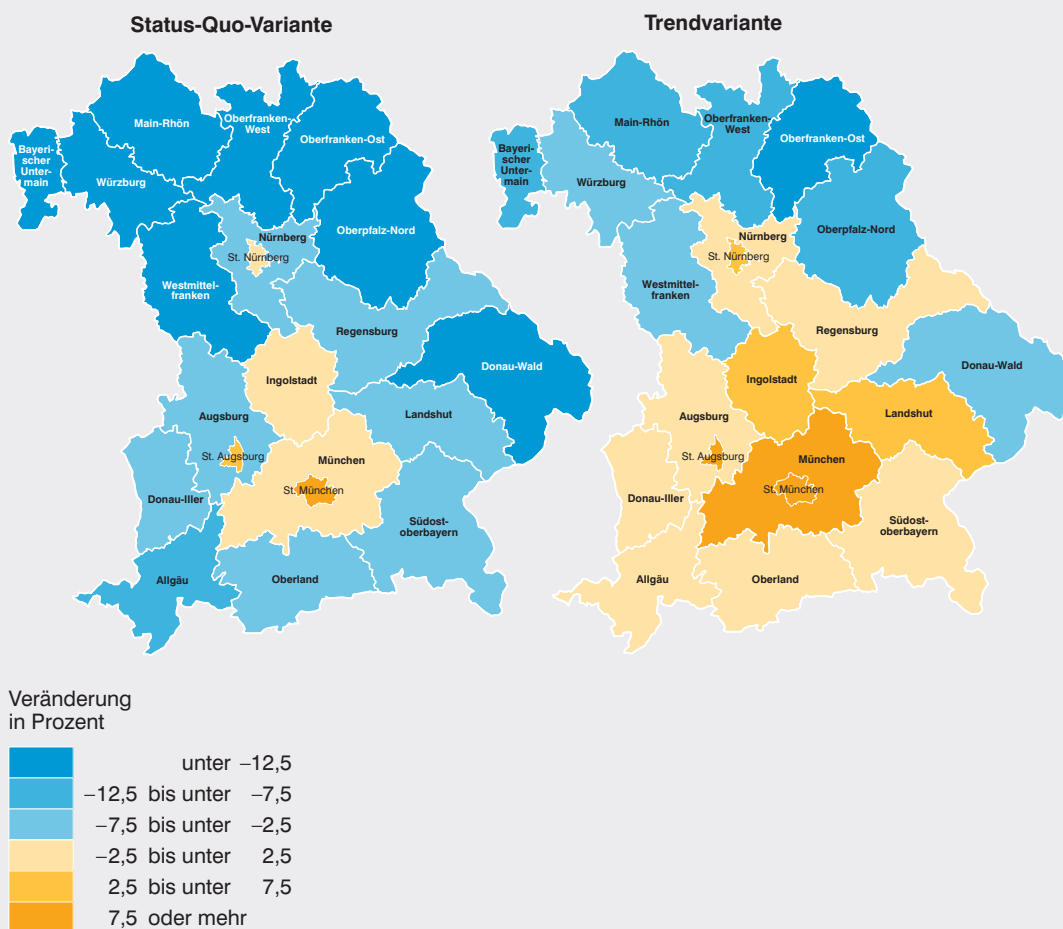 Status-Quo-Variante
Main-Rhön
Oberfranken-
West
Oberfranken-Ost
Bayeri-
scher
Unter-
main
Würzburg
Nürnberg
St. Nürnberg
Oberpfalz-Nord
Westmittel-
franken
Regensburg
Donau-Wald
Ingolstadt
Landshut
Augsburg
St. Augsburg
München
St. München
Donau-Iller
Südost-
oberbayern
Allgäu
Oberland
Trendvariante
Main-Rhön
Oberfranken-
West
Oberfranken-Ost
Bayeri-
scher
Unter-
main
Würzburg
Nürnberg
St. Nürnberg
Oberpfalz-Nord
Westmittel-
franken
Regensburg
Donau-Wald
Ingolstadt
Landshut
Augsburg
St. Augsburg
München
St. München
Donau-Iller
Südost-
oberbayern
Allgäu
Oberland
Veränderung
in Prozent
unter −12,5
−12,5 bis unter −7,5
−7,5 bis unter −2,5
−2,5 bis unter 2,5
2,5 bis unter 7,5
7,5 oder mehr